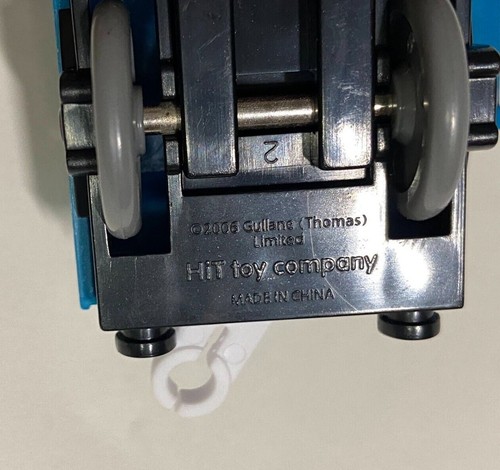 2
©2006 Gullane (Thomas)
Limited
HIT toy company
MADE IN CHINA